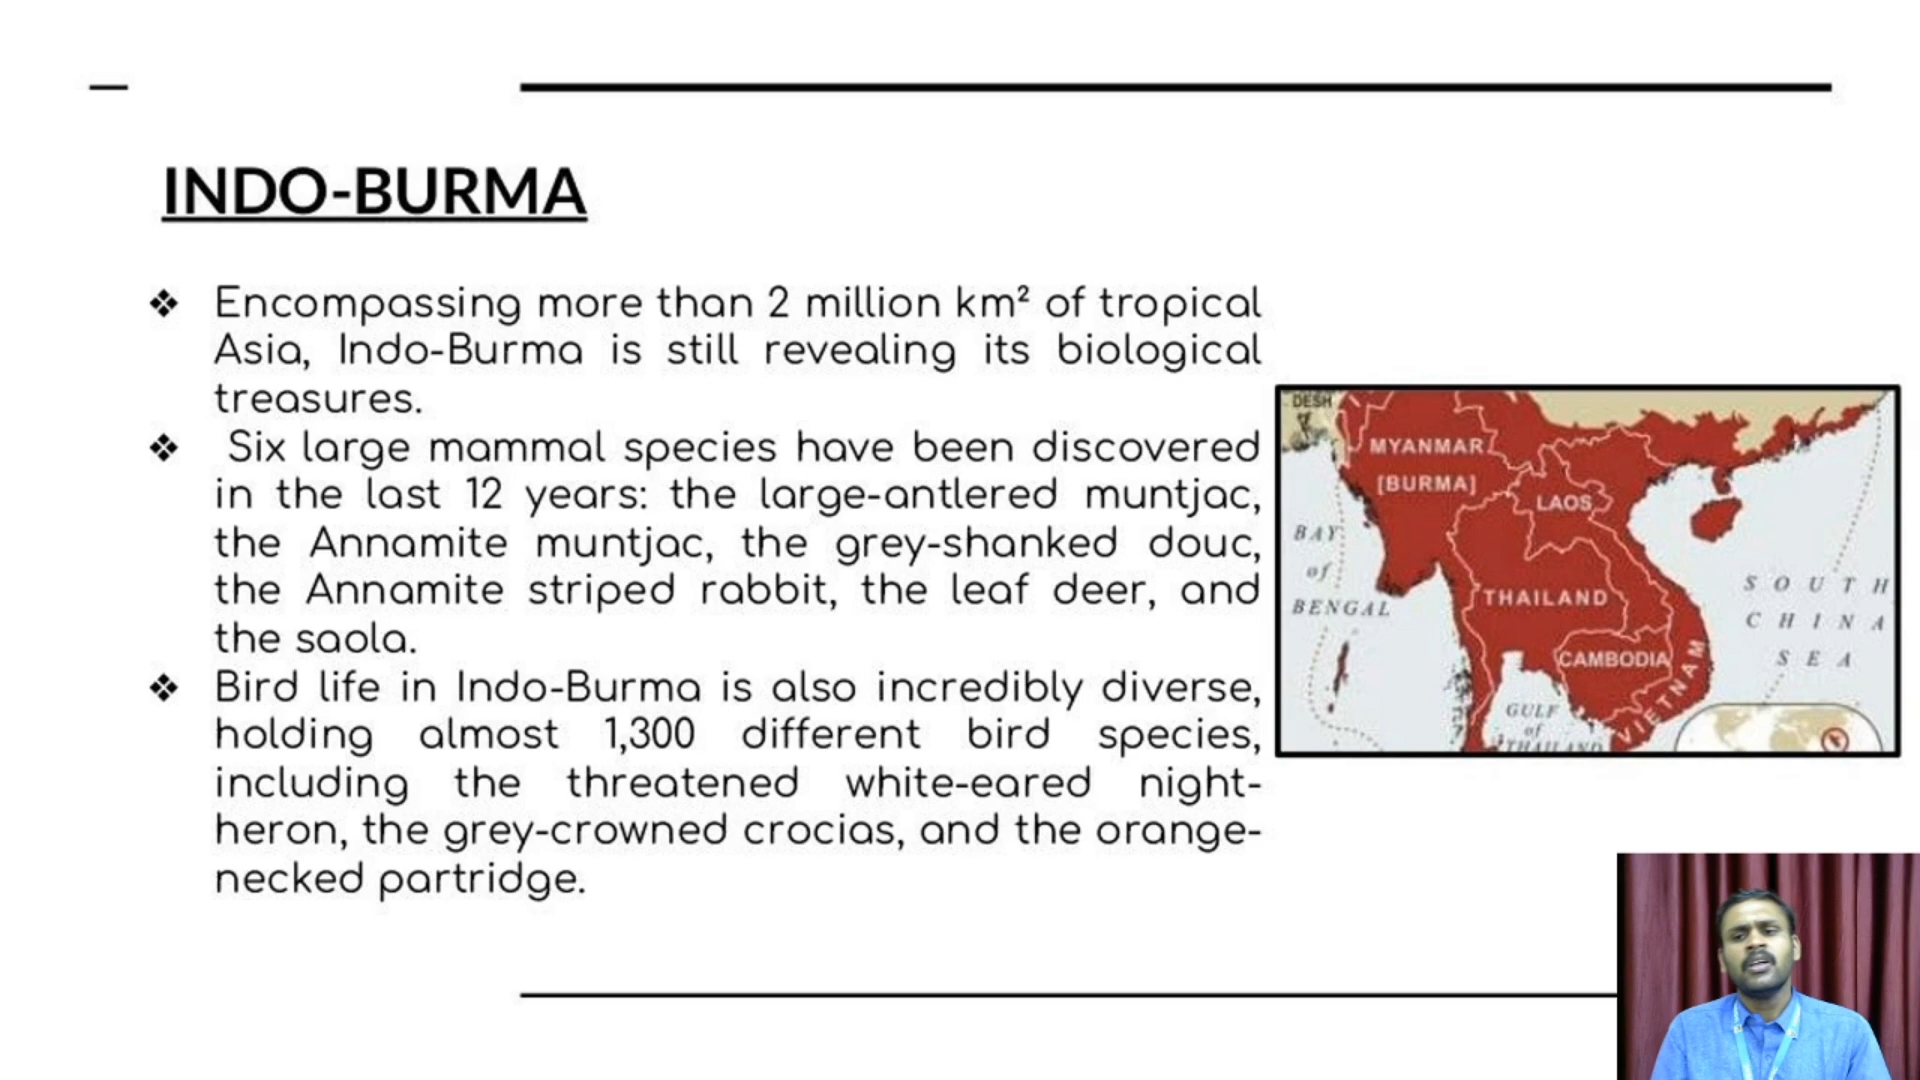 INDO-BURMA
❖ Encompassing more than 2 million km² of tropical
Asia, Indo-Burma is still revealing its biological
treasures.
❖ Six large mammal species have been discovered
in the last 12 years: the large-antlered muntjac,
the Annamite muntjac, the grey-shanked douc,
the Annamite striped rabbit, the leaf deer, and
the saola.
❖ Bird life in Indo-Burma is also incredibly diverse,
holding almost 1,300 different bird species,
including the threatened white-eared night-
heron, the grey-crowned crocias, and the orange-
necked partridge.
DESH
MYANMAR
[BURMA]
LAOS
BAY
of
BENGAL
THAILAND
SOUTH
CHINA
SEA
CAMBODIA
VIETNAM
GULF
of
THAILAND